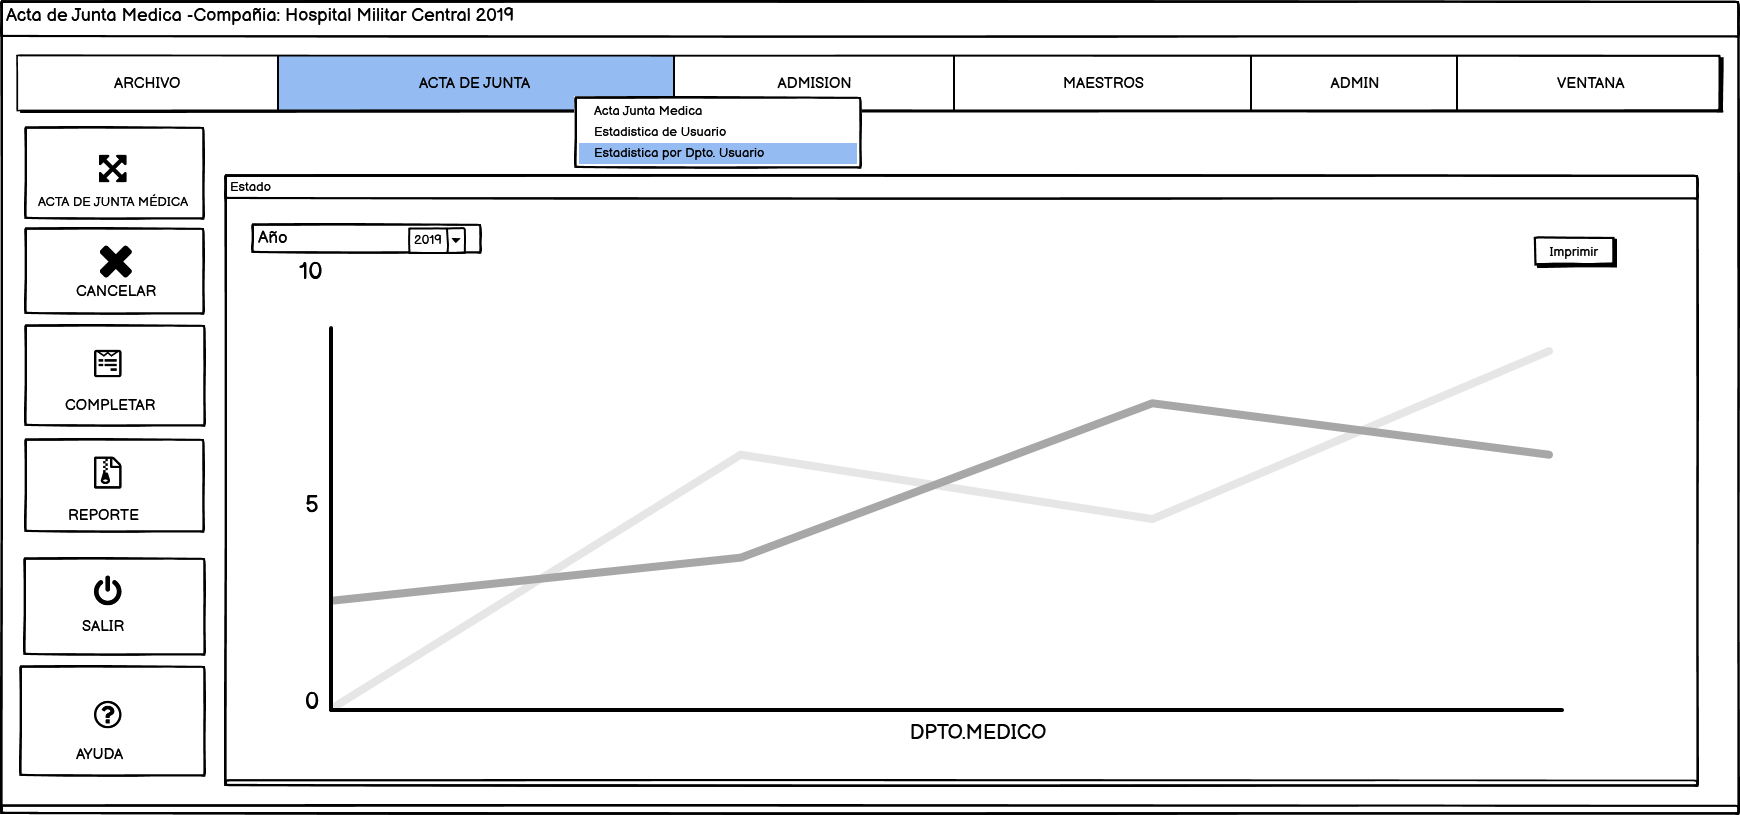 Acta de Junta Medica -Compañia: Hospital Militar Central 2019
ARCHIVO
ACTA DE JUNTA
ADMISION
MAESTROS
ADMIN
VENTANA
Acta Junta Medica
Estadistica de Usuario
Estadistica por Dpto. Usuario
ACTA DE JUNTA MÉDICA
CANCELAR
COMPLETAR
REPORTE
SALIR
AYUDA
Estado
Año
2019
Imprimir
10
5
0
DPTO.MEDICO